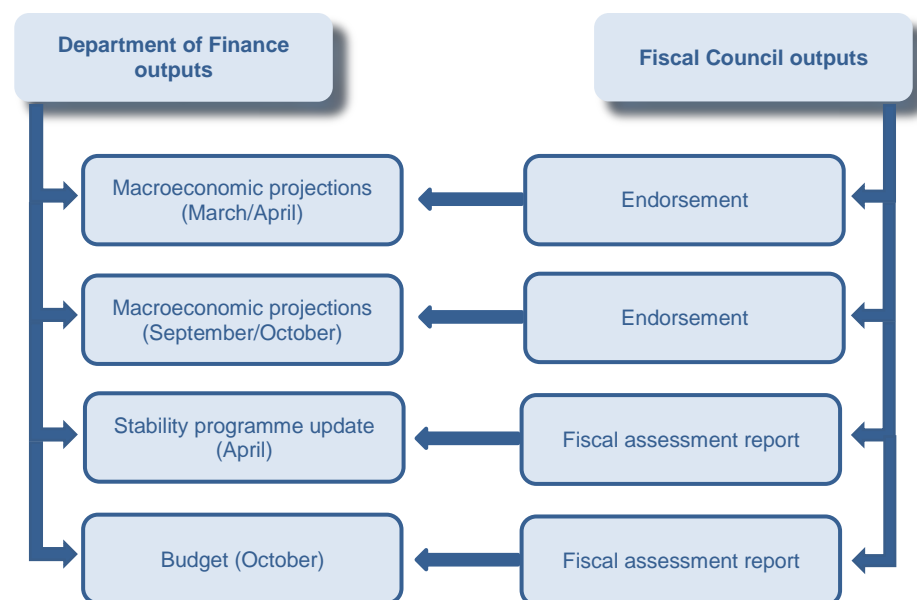 Department of Finance
outputs
Fiscal Council outputs
Macroeconomic projections
(March/April)
Endorsement
Macroeconomic projections
(September/October)
Endorsement
Stability programme update
(April)
Fiscal assessment report
Budget (October)
Fiscal assessment report